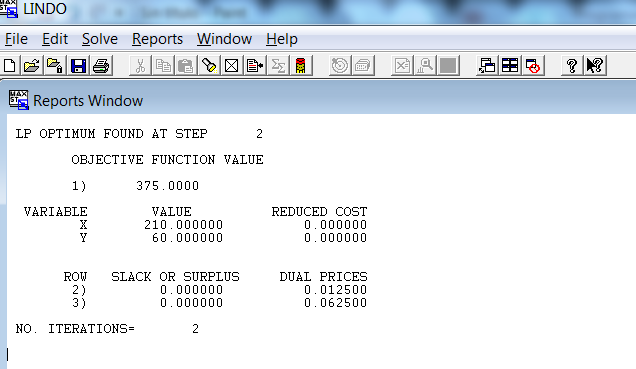 LINDO
File Edit Solve Reports Window Help
Reports Window
LP OPTIMUM FOUND AT STEP 2
OBJECTIVE FUNCTION VALUE
1) 375.0000
VARIABLE VALUE REDUCED COST
X 210.000000 0.000000
Y 60.000000 0.000000
ROW SLACK OR SURPLUS DUAL PRICES
2) 0.000000 0.012500
3) 0.000000 0.062500
NO. ITERATIONS= 2